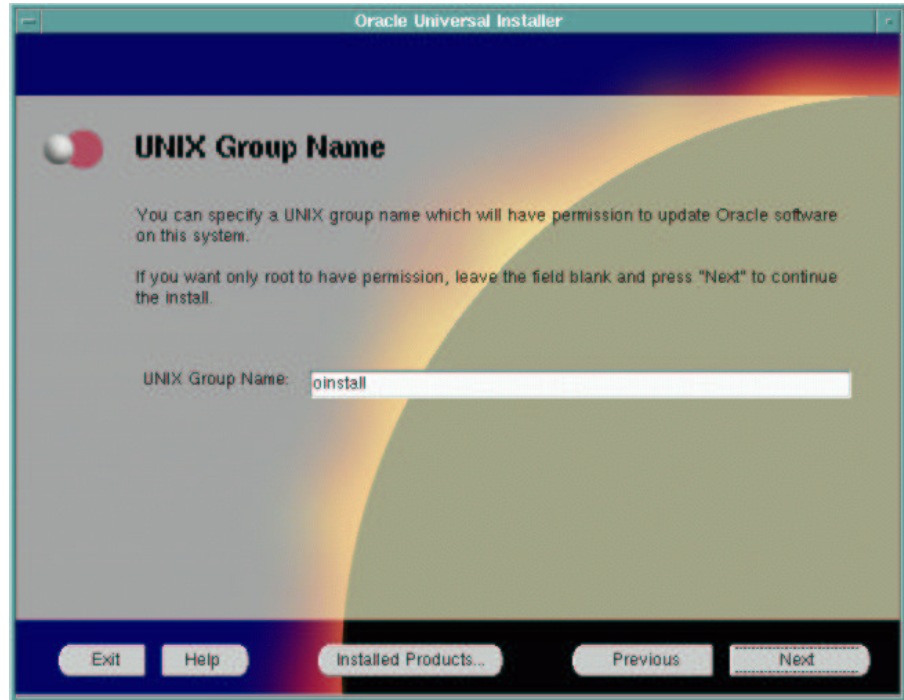 Oracle Universal Installer
UNIX Group Name
You can specify a UNIX group name which will have permission to update Oracle software
on this system.
If you want only root to have permission, leave the field blank and press "Next" to continue
the install.
UNIX Group Name: oinstall
Exit Help Installed Products... Previous Next